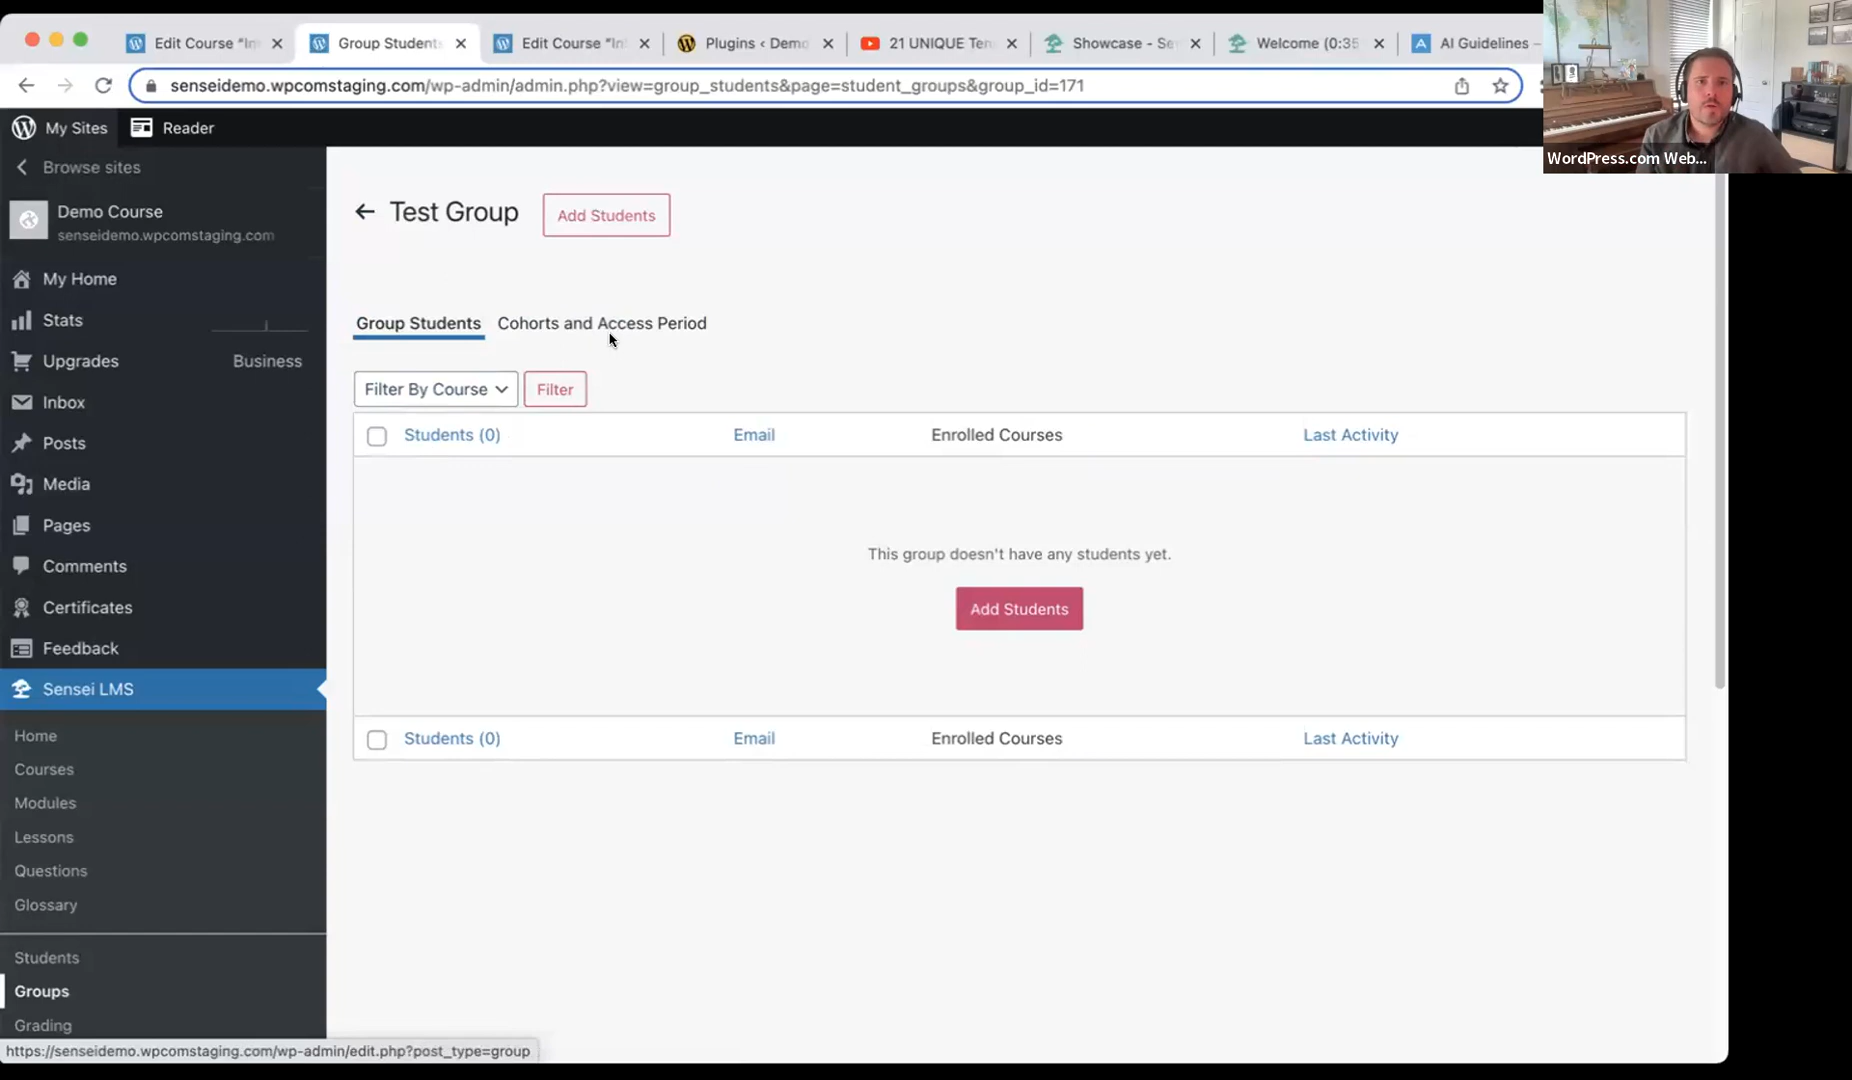 Edit Course "In
Group Students
Edit Course "In
Plugins ‹ Demo
21 UNIQUE Ten
Showcase - Se
Welcome (0:35
AI Guidelines –
senseidemo.wpcomstaging.com/wp-admin/admin.php?view=group_students&page=student_groups&group_id=171
WordPress.com Web...
My Sites
Reader
Browse sites
Demo Course
senseidemo.wpcomstaging.com
My Home
Stats
Upgrades
Business
Inbox
Posts
Media
Pages
Comments
Certificates
Feedback
Sensei LMS
Home
Courses
Modules
Lessons
Questions
Glossary
Students
Groups
Grading
Test Group
Add Students
Group Students
Cohorts and Access Period
Filter By Course
Filter
Students (0)
Email
Enrolled Courses
Last Activity
This group doesn't have any students yet.
Add Students
Students (0)
Email
Enrolled Courses
Last Activity
https://senseidemo.wpcomstaging.com/wp-admin/edit.php?post_type=group